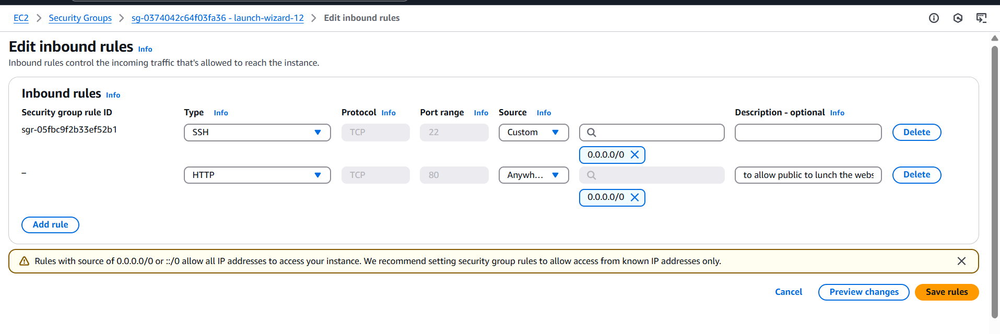 EC2 > Security Groups > sg-0374042c64f03fa36 - launch-wizard-12 > Edit inbound rules
Edit inbound rules Info
Inbound rules control the incoming traffic that's allowed to reach the instance.
Inbound rules Info
Security group rule ID Type Info Protocol Info Port range Info Source Info Description - optional Info
sgr-05fbc9f2b33ef52b1 SSH TCP 22 Custom Delete
0.0.0.0/0
– HTTP TCP 80 Anywh... to allow public to lunch the webs Delete
0.0.0.0/0
Add rule
Rules with source of 0.0.0.0/0 or ::/0 allow all IP addresses to access your instance. We recommend setting security group rules to allow access from known IP addresses only.
Cancel Preview changes Save rules